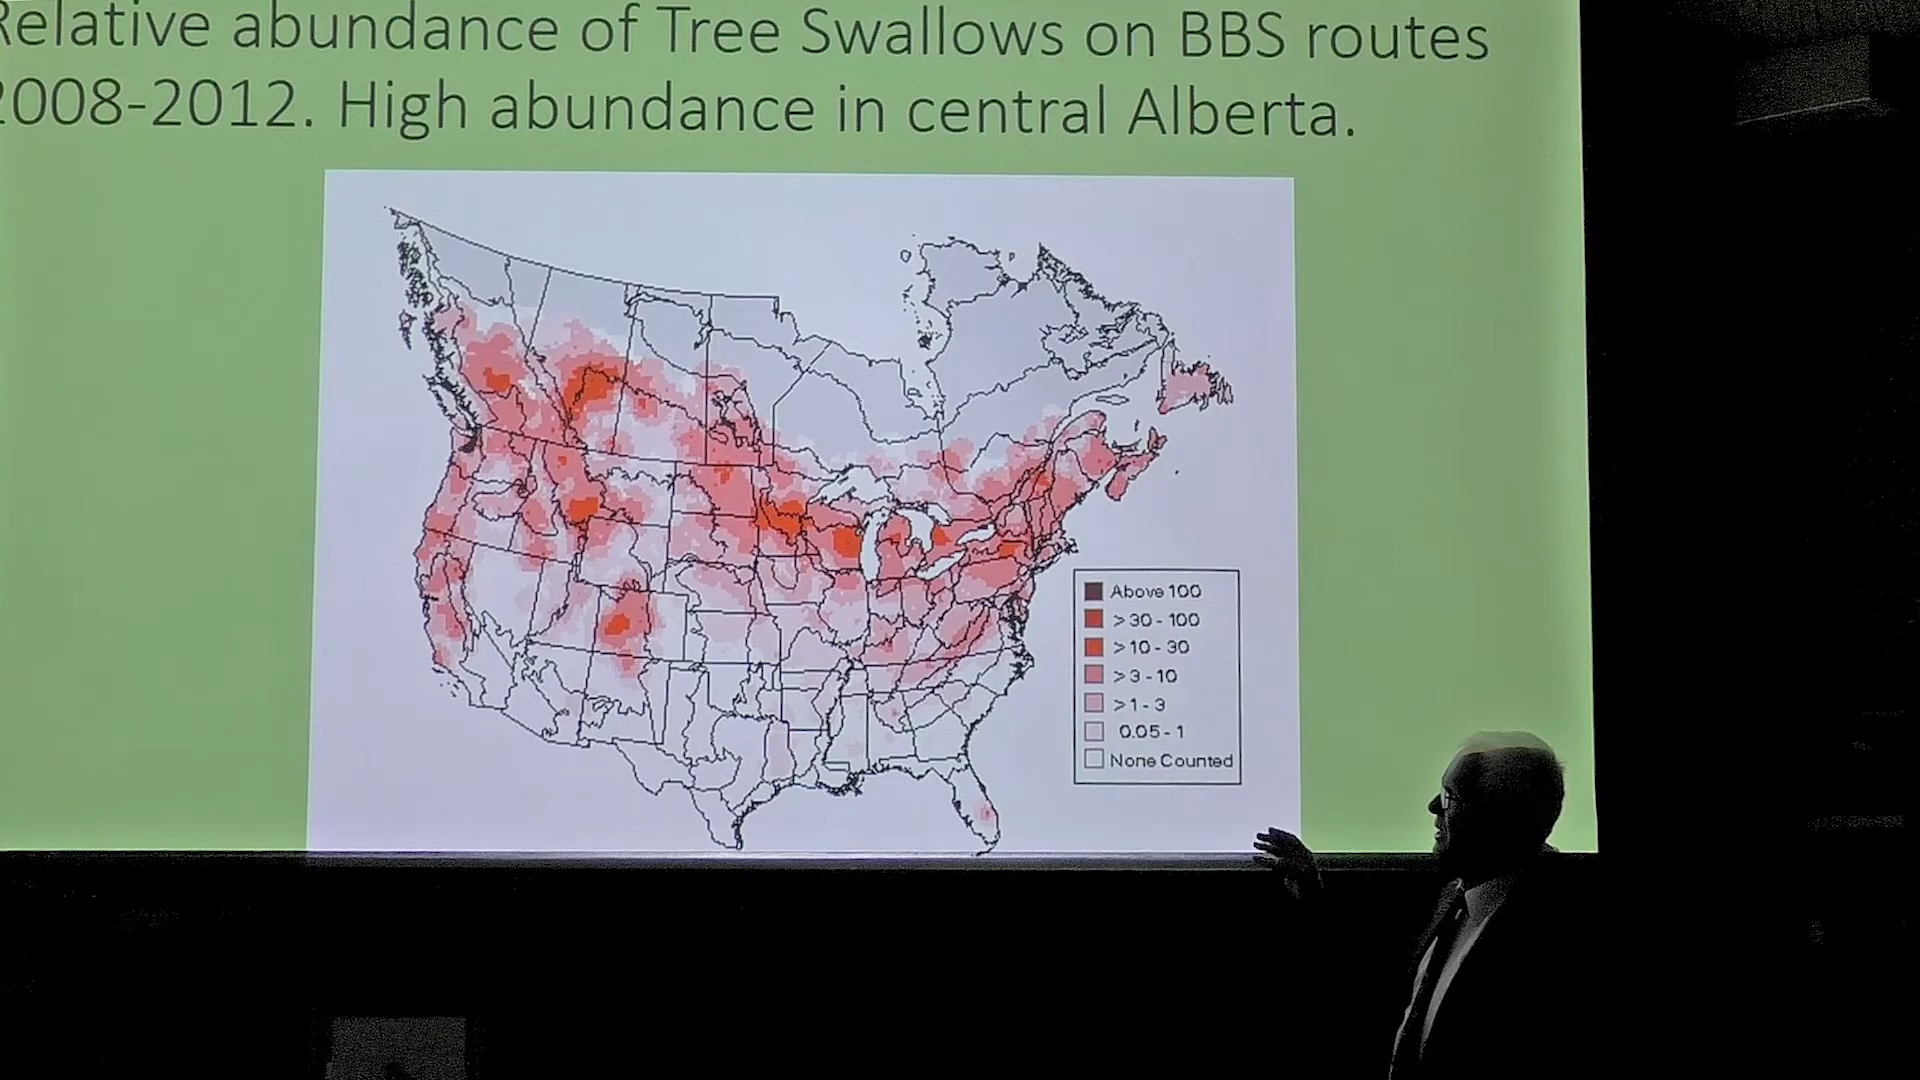 Relative abundance of Tree Swallows on BBS routes
2008-2012. High abundance in central Alberta.
Above 100
>30 - 100
>10 - 30
>3 - 10
>1 - 3
0.05 - 1
None Counted